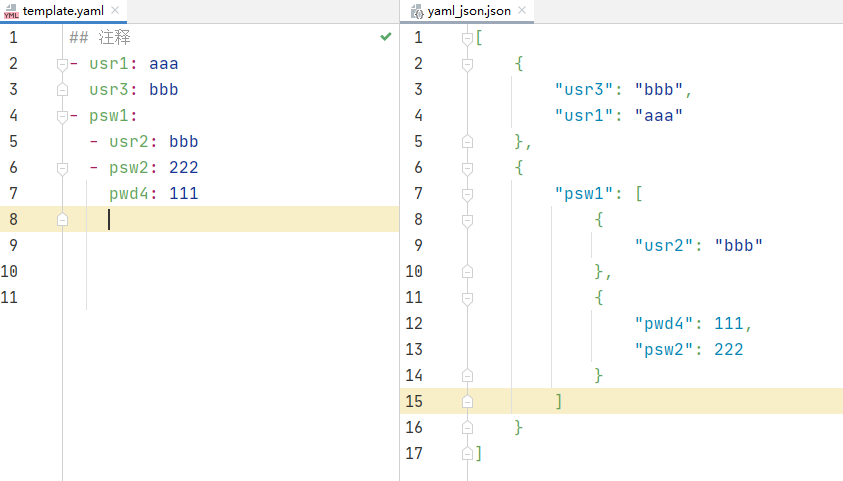 template.yaml
1 ## 注释
2 - usr1: aaa
3 usr3: bbb
4 - psw1:
5 - usr2: bbb
6 - psw2: 222
7 pwd4: 111
8
9
10
11
yaml_json.json
1 [
2 {
3 "usr3": "bbb",
4 "usr1": "aaa"
5 },
6 {
7 "psw1": [
8 {
9 "usr2": "bbb"
10 },
11 {
12 "pwd4": 111,
13 "psw2": 222
14 }
15 ]
16 }
17 ]